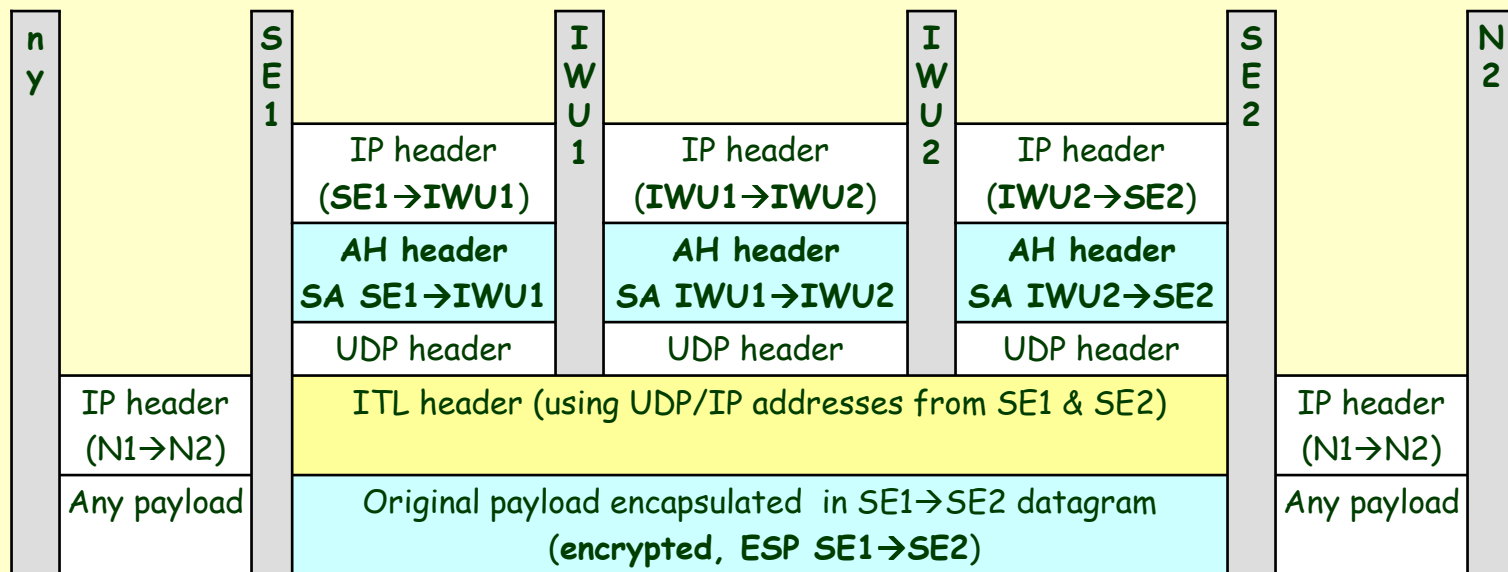 n
y
S
E
1
I
W
U
1
I
W
U
2
S
E
2
N
2
IP header
(SE1→IWU1)
IP header
(IWU1→IWU2)
IP header
(IWU2→SE2)
AH header
SA SE1→IWU1
AH header
SA IWU1→IWU2
AH header
SA IWU2→SE2
UDP header
UDP header
UDP header
IP header
(N1→N2)
ITL header (using UDP/IP addresses from SE1 & SE2)
IP header
(N1→N2)
Any payload
Original payload encapsulated in SE1→SE2 datagram
(encrypted, ESP SE1→SE2)
Any payload